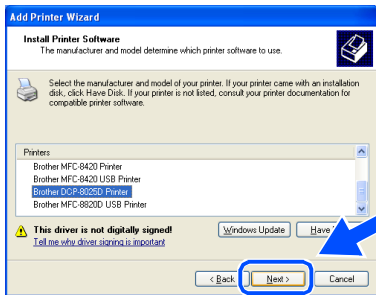 Add Printer Wizard
Install Printer Software
The manufacturer and model determine which printer software to use.
Select the manufacturer and model of your printer. If your printer came with an installation
disk, click Have Disk. If your printer is not listed, consult your printer documentation for
compatible printer software.
Printers
Brother MFC-8420 Printer
Brother MFC-8420 USB Printer
Brother DCP-8025D Printer
Brother MFC-8820D USB Printer
This driver is not digitally signed!
Windows Update
Have
Tell me why driver signing is important
< Back
Next >
Cancel